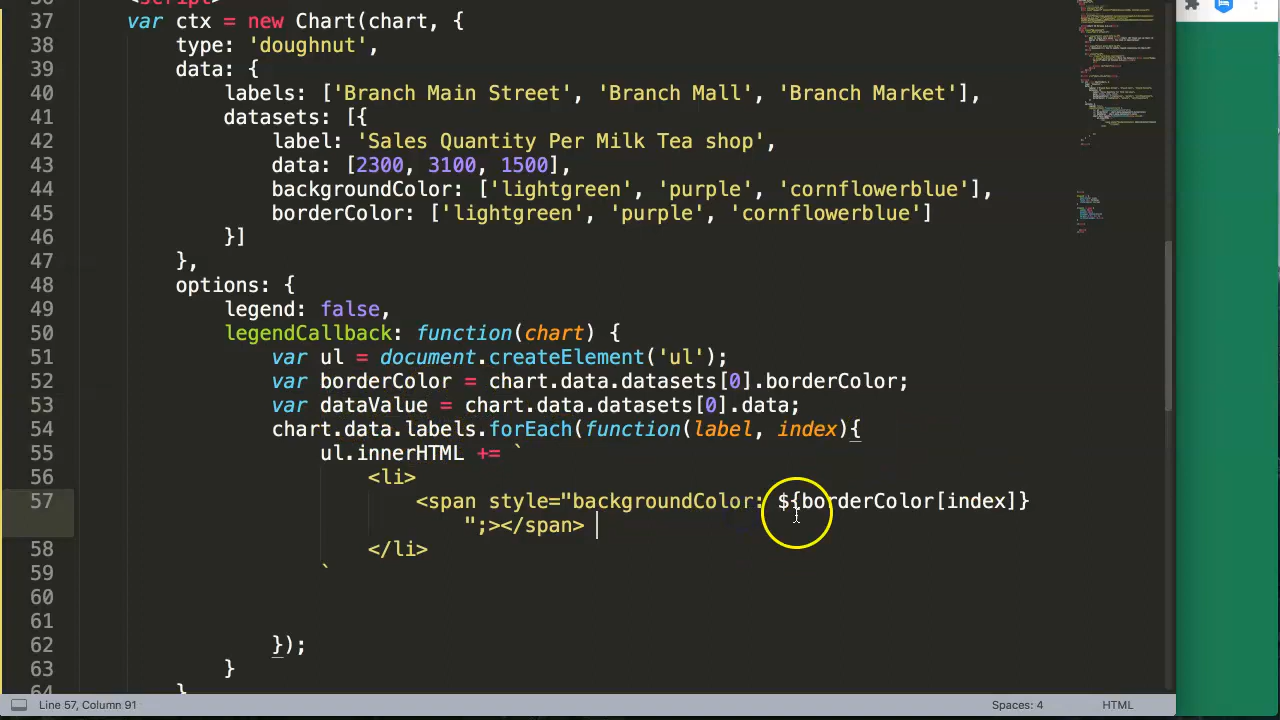 <script>
37 var ctx = new Chart(chart, {
38 type: 'doughnut',
39 data: {
40 labels: ['Branch Main Street', 'Branch Mall', 'Branch Market'],
41 datasets: [{
42 label: 'Sales Quantity Per Milk Tea shop',
43 data: [2300, 3100, 1500],
44 backgroundColor: ['lightgreen', 'purple', 'cornflowerblue'],
45 borderColor: ['lightgreen', 'purple', 'cornflowerblue']
46 }]
47 },
48 options: {
49 legend: false,
50 legendCallback: function(chart) {
51 var ul = document.createElement('ul');
52 var borderColor = chart.data.datasets[0].borderColor;
53 var dataValue = chart.data.datasets[0].data;
54 chart.data.labels.forEach(function(label, index){
55 ul.innerHTML += `
56 <li>
57 <span style="backgroundColor: ${borderColor[index]}
";></span>
58 </li>
59 `
60
61
62 });
63 }
64 }
Line 57, Column 91 Spaces: 4 HTML